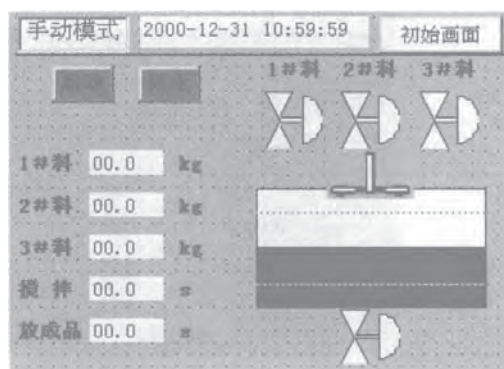 手动模式 2000-12-31 10:59:59 初始画面
1#料 2#料 3#料
1#料 00.0 kg
2#料 00.0 kg
3#料 00.0 kg
搅拌 00.0 s
放成品 00.0 s